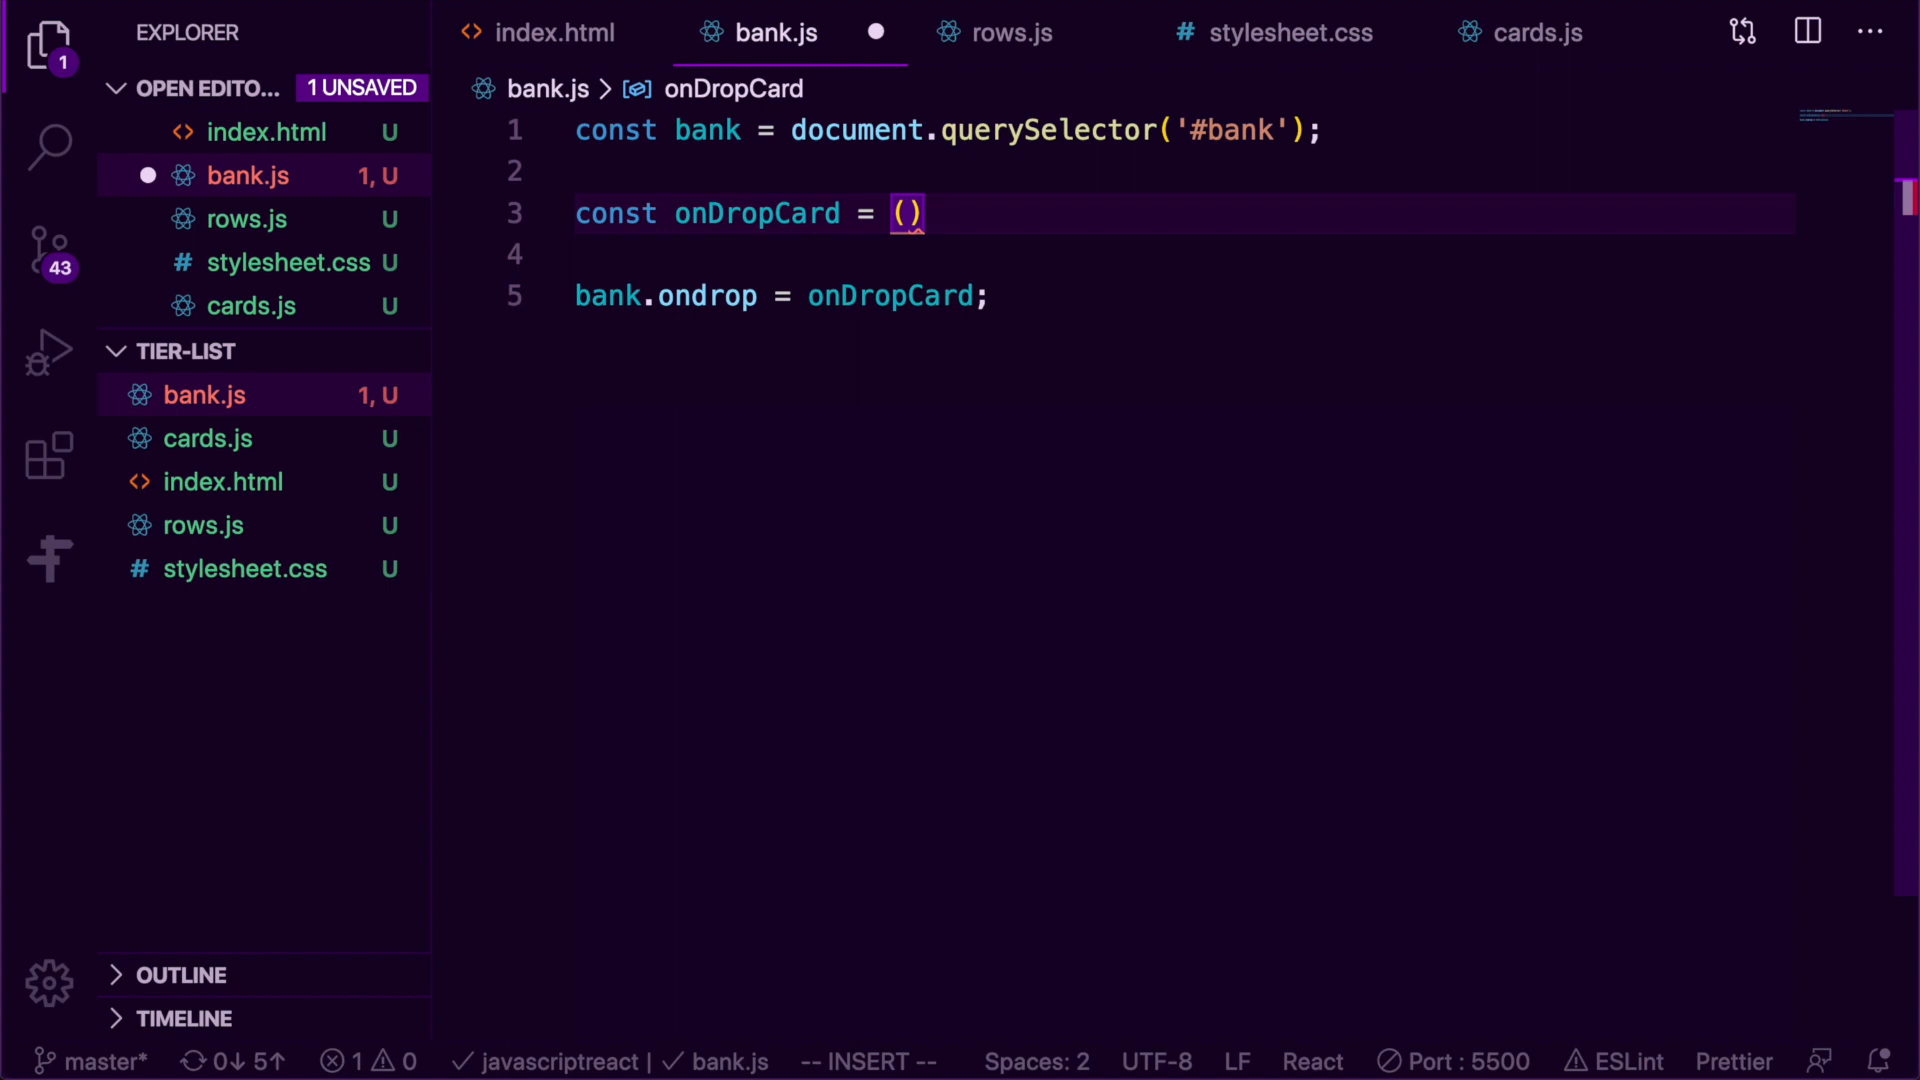 EXPLORER
1
OPEN EDITO... 1 UNSAVED
index.html U
bank.js 1, U
rows.js U
# stylesheet.css U
cards.js U
43
TIER-LIST
bank.js 1, U
cards.js U
index.html U
rows.js U
# stylesheet.css U
OUTLINE
TIMELINE
index.html bank.js rows.js # stylesheet.css cards.js ...
bank.js > onDropCard
1 const bank = document.querySelector('#bank');
2
3 const onDropCard = ()
4
5 bank.ondrop = onDropCard;
master* 0↓ 5↑ 1 0 ✓ javascriptreact | ✓ bank.js -- INSERT -- Spaces: 2 UTF-8 LF React Port : 5500 ESLint Prettier